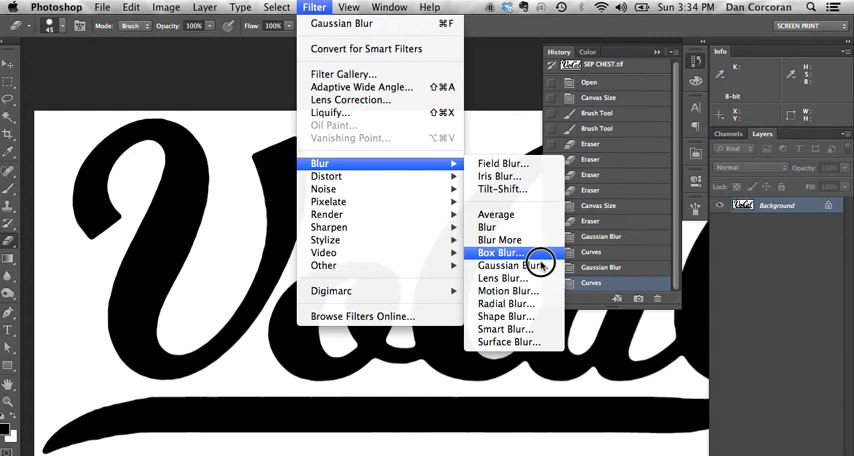 Photoshop File Edit Image Layer Type Select Filter View Window Help Sun 3:34 PM Dan Corcoran
45 Mode: Brush Opacity: 100% Flow: 100% SCREEN PRINT
Gaussian Blur ⌘F
Convert for Smart Filters
Filter Gallery...
Adaptive Wide Angle... ⇧⌘A
Lens Correction...
Liquify... ⇧⌘X
Oil Paint...
Vanishing Point... ⌥⌘V
Blur
Distort
Noise
Pixelate
Render
Sharpen
Stylize
Video
Other
Digimarc
Browse Filters Online...
Field Blur...
Iris Blur...
Tilt-Shift...
Average
Blur
Blur More
Box Blur...
Gaussian Blur...
Lens Blur...
Motion Blur...
Radial Blur...
Shape Blur...
Smart Blur...
Surface Blur...
History Color
SEP CHEST.tif
Open
Canvas Size
Brush Tool
Brush Tool
Eraser
Eraser
Eraser
Eraser
Canvas Size
Eraser
Gaussian Blur
Curves
Gaussian Blur
Curves
Info
K: H:
S:
B:
8-bit
X: W:
Y: H:
Channels Layers
Kind
Normal Opacity: 100%
Lock: Fill: 100%
Background